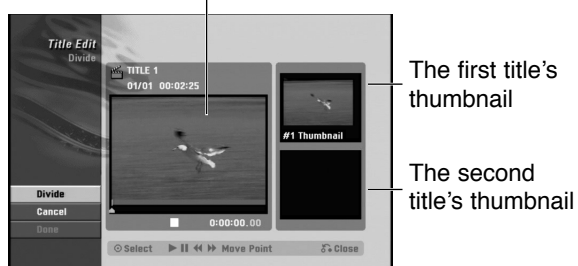 Title Edit
Divide
TITLE 1
01/01 00:02:25
#1 Thumbnail
Divide
Cancel
Done
0:00:00.00
Select Move Point Close
The first title's
thumbnail
The second
title's thumbnail